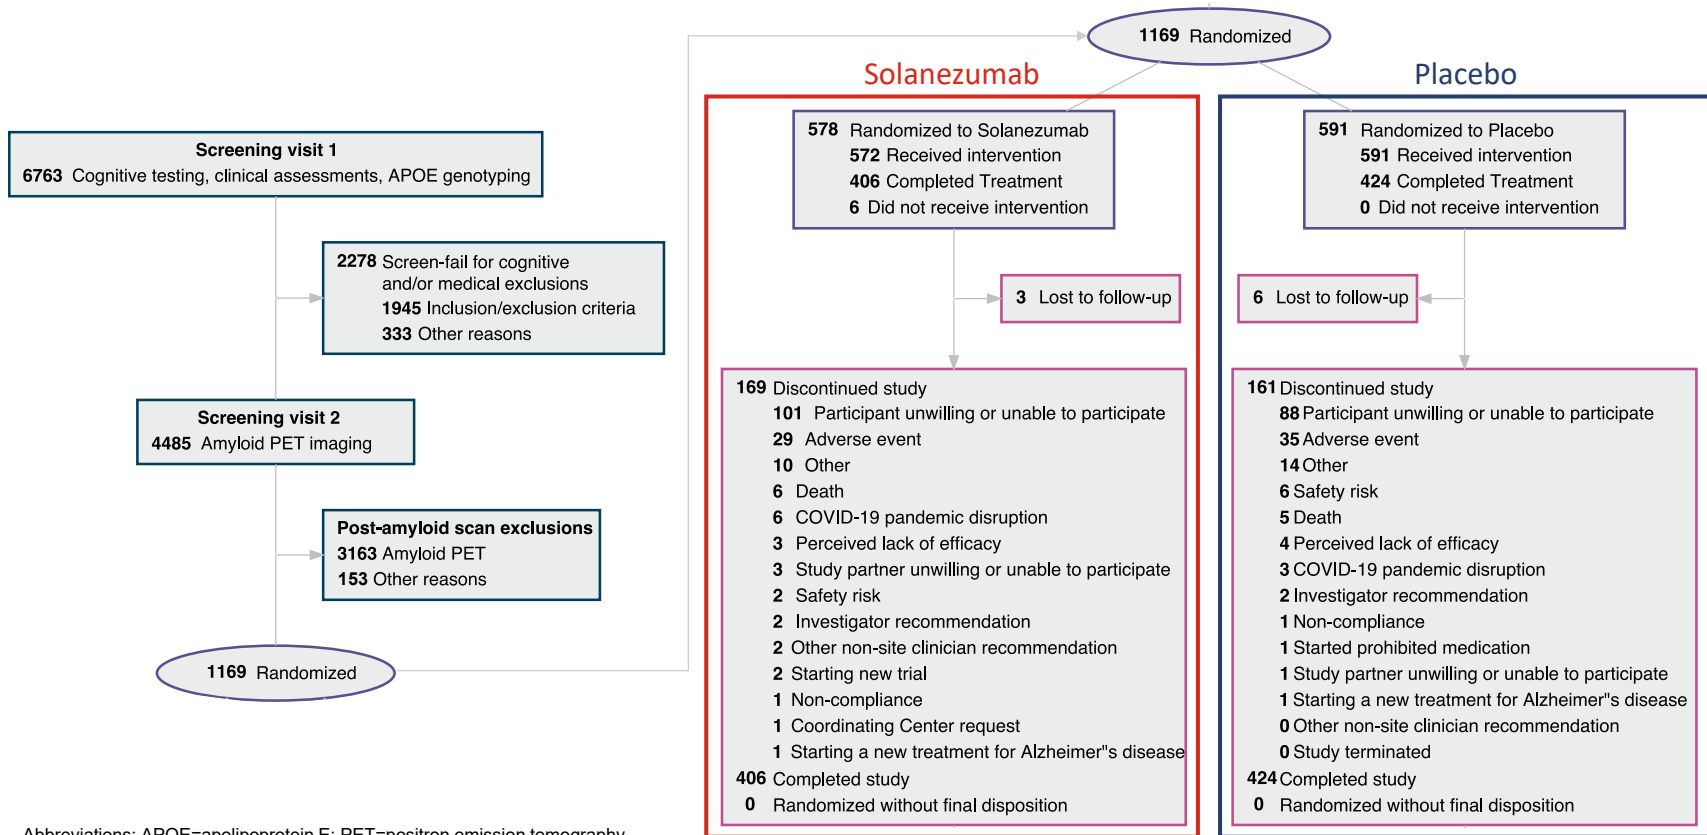 Screening visit 1
6763 Cognitive testing, clinical assessments, APOE genotyping
2278 Screen-fail for cognitive
and/or medical exclusions
1945 Inclusion/exclusion criteria
333 Other reasons
Screening visit 2
4485 Amyloid PET imaging
Post-amyloid scan exclusions
3163 Amyloid PET
153 Other reasons
1169 Randomized
1169 Randomized
Solanezumab
578 Randomized to Solanezumab
572 Received intervention
406 Completed Treatment
6 Did not receive intervention
3 Lost to follow-up
169 Discontinued study
101 Participant unwilling or unable to participate
29 Adverse event
10 Other
6 Death
6 COVID-19 pandemic disruption
3 Perceived lack of efficacy
3 Study partner unwilling or unable to participate
2 Safety risk
2 Investigator recommendation
2 Other non-site clinician recommendation
2 Starting new trial
1 Non-compliance
1 Coordinating Center request
1 Starting a new treatment for Alzheimer"s disease
406 Completed study
0 Randomized without final disposition
Placebo
591 Randomized to Placebo
591 Received intervention
424 Completed Treatment
0 Did not receive intervention
6 Lost to follow-up
161 Discontinued study
88 Participant unwilling or unable to participate
35 Adverse event
14 Other
6 Safety risk
5 Death
4 Perceived lack of efficacy
3 COVID-19 pandemic disruption
2 Investigator recommendation
1 Non-compliance
1 Started prohibited medication
1 Study partner unwilling or unable to participate
1 Starting a new treatment for Alzheimer"s disease
0 Other non-site clinician recommendation
0 Study terminated
424 Completed study
0 Randomized without final disposition
Abbreviations: APOE=apolipoprotein E; PET=positron emission tomography